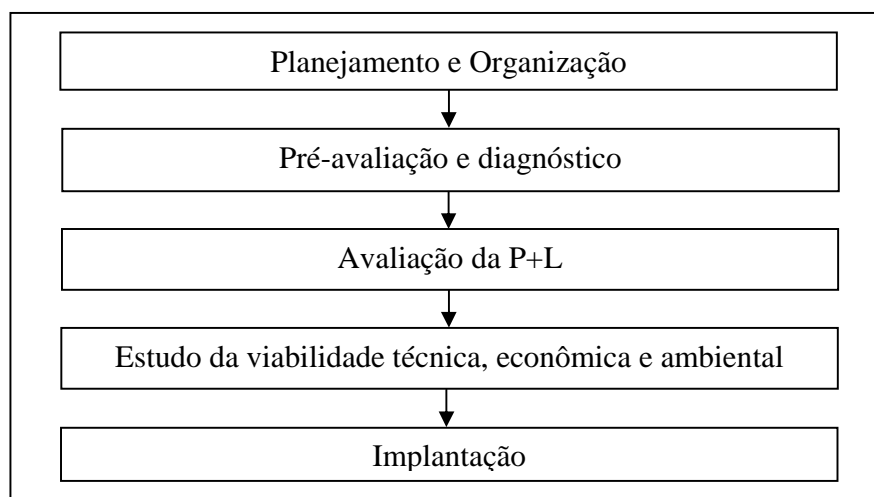 Planejamento e Organização
Pré-avaliação e diagnóstico
Avaliação da P+L
Estudo da viabilidade técnica, econômica e ambiental
Implantação